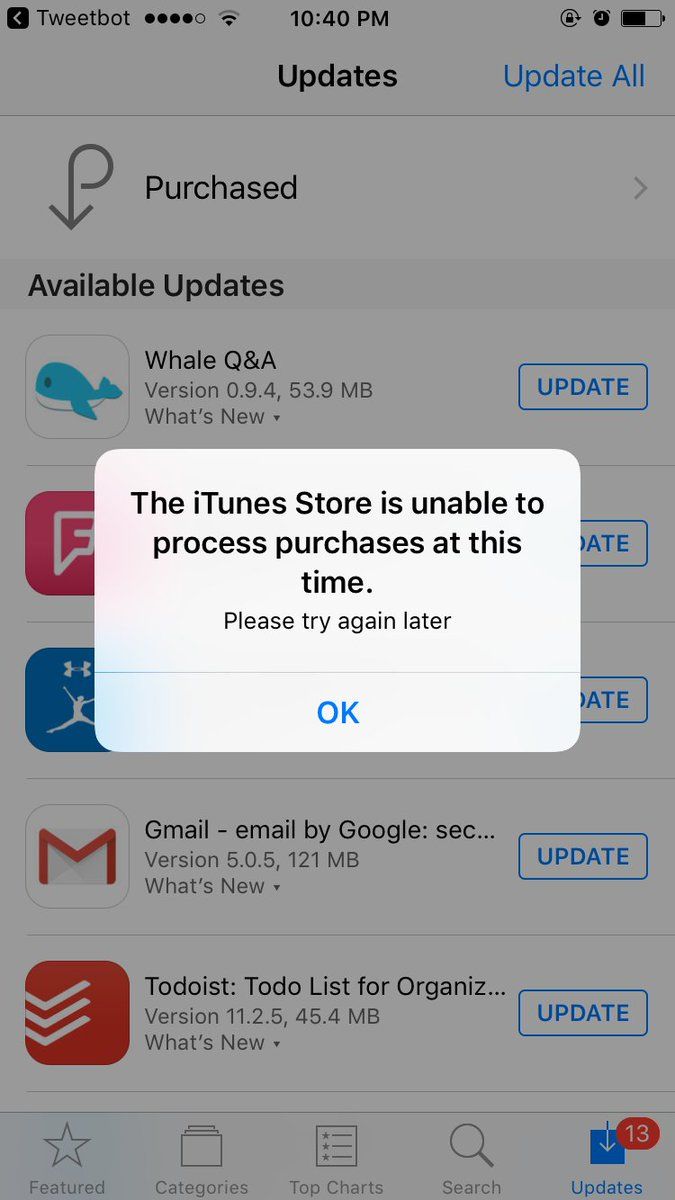 Tweetbot 10:40 PM
Updates Update All
Purchased
Available Updates
Whale Q&A
Version 0.9.4, 53.9 MB
What's New ▾
UPDATE
The iTunes Store is unable to
process purchases at this
time.
Please try again later
OK
DATE
DATE
Gmail - email by Google: sec...
Version 5.0.5, 121 MB
What's New ▾
UPDATE
Todoist: Todo List for Organiz...
Version 11.2.5, 45.4 MB
What's New ▾
UPDATE
13
Featured Categories Top Charts Search Updates